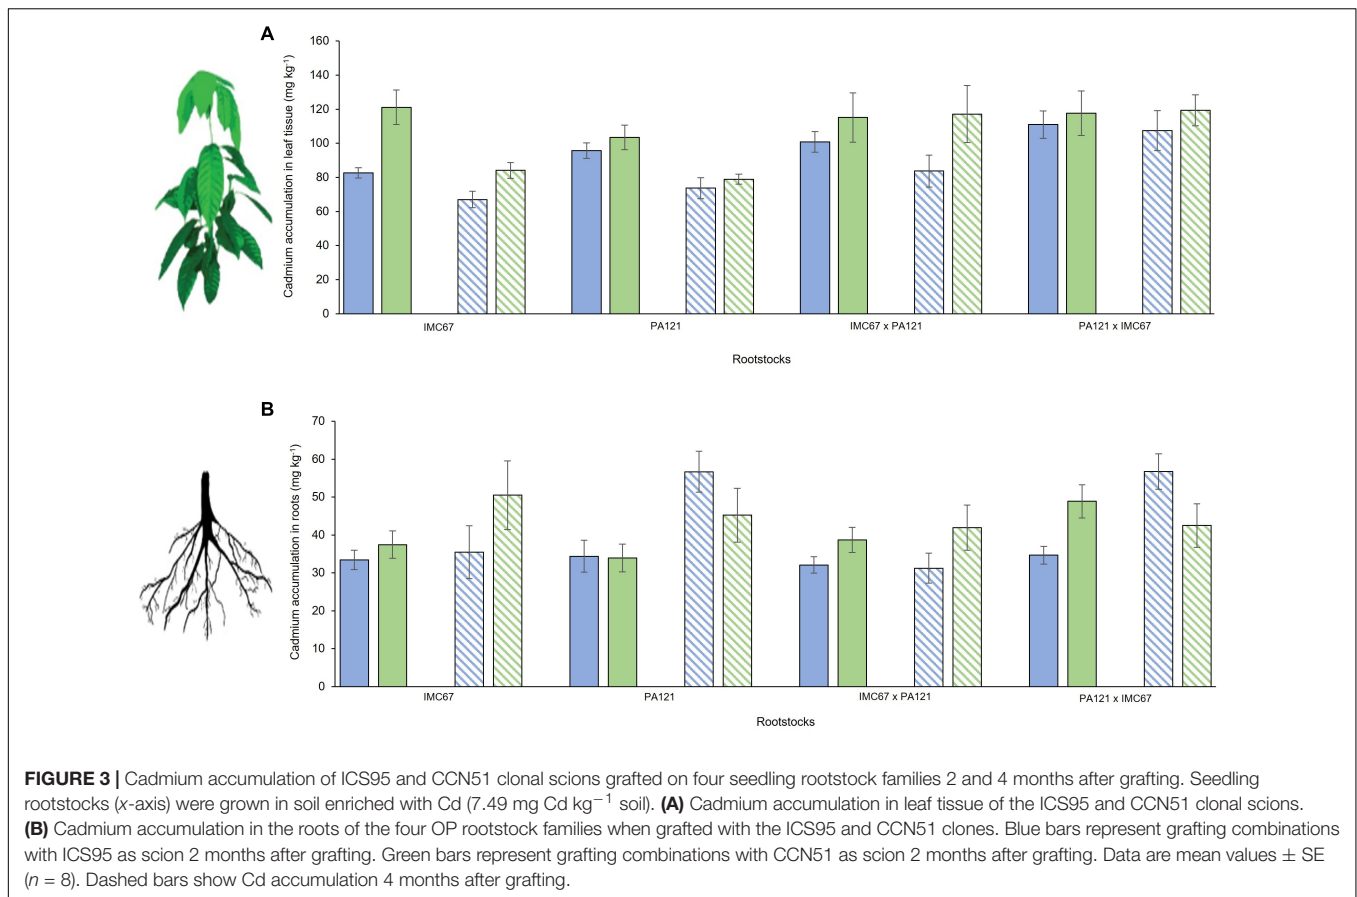 A
Cadmium accumulation in leaf tissue (mg kg⁻¹)
160
140
120
100
80
60
40
20
0
IMC67
PA121
IMC67 x PA121
PA121 x IMC67
Rootstocks
B
Cadmium accumulation in roots (mg kg⁻¹)
70
60
50
40
30
20
10
0
IMC67
PA121
IMC67 x PA121
PA121 x IMC67
Rootstocks
FIGURE 3 | Cadmium accumulation of ICS95 and CCN51 clonal scions grafted on four seedling rootstock families 2 and 4 months after grafting. Seedling
rootstocks (x-axis) were grown in soil enriched with Cd (7.49 mg Cd kg−1 soil). (A) Cadmium accumulation in leaf tissue of the ICS95 and CCN51 clonal scions.
(B) Cadmium accumulation in the roots of the four OP rootstock families when grafted with the ICS95 and CCN51 clones. Blue bars represent grafting combinations
with ICS95 as scion 2 months after grafting. Green bars represent grafting combinations with CCN51 as scion 2 months after grafting. Data are mean values ± SE
(n = 8). Dashed bars show Cd accumulation 4 months after grafting.